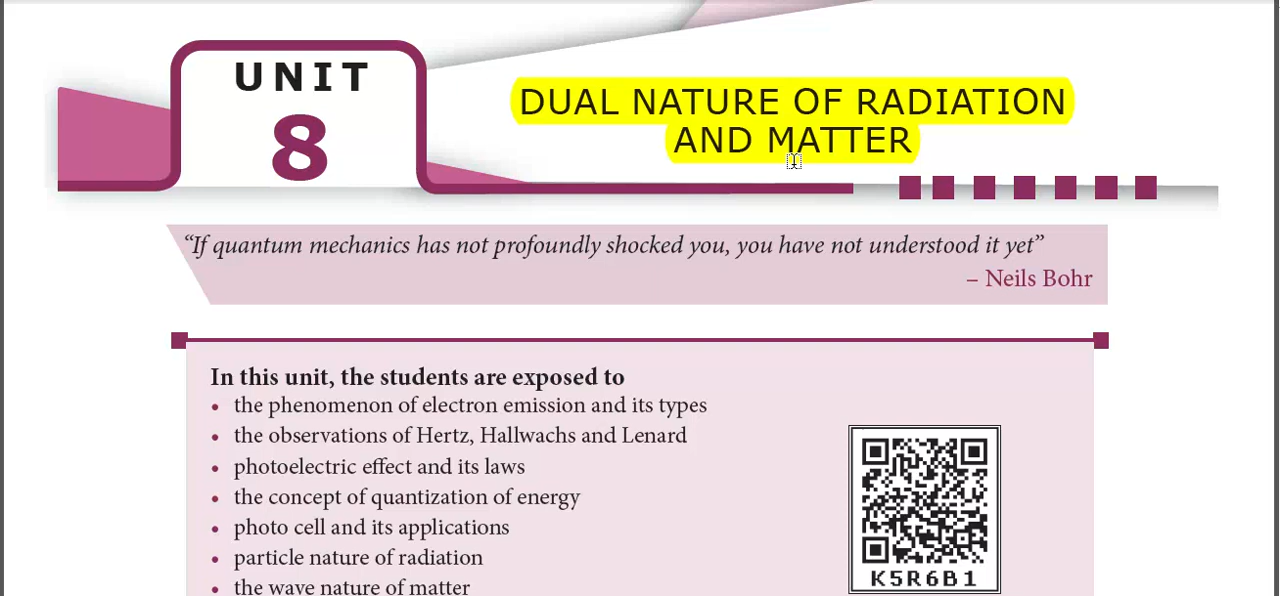 UNIT
8
DUAL NATURE OF RADIATION
AND MATTER
“If quantum mechanics has not profoundly shocked you, you have not understood it yet”
– Neils Bohr
In this unit, the students are exposed to
• the phenomenon of electron emission and its types
• the observations of Hertz, Hallwachs and Lenard
• photoelectric effect and its laws
• the concept of quantization of energy
• photo cell and its applications
• particle nature of radiation
• the wave nature of matter
K5R6B1